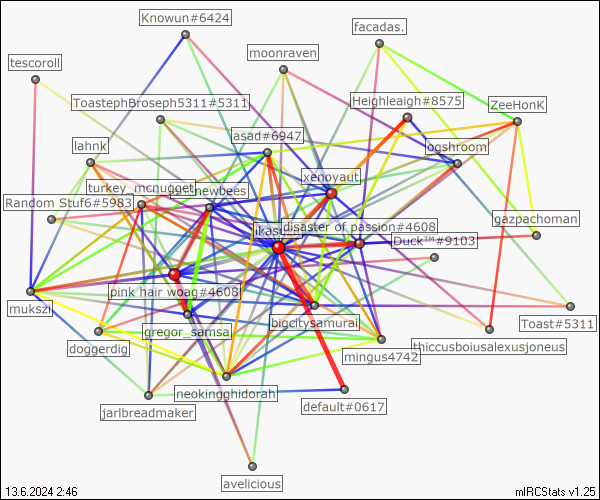 Knowun#6424
facadas.
moonraven
tescoroll
ToastephBroseph5311#5311
Heighleagh#8575
ZeeHonK
asad#6947
ogshroom
lahnk
xenoyaut
turkey_mcnugget
newbees
Random Stuf6#5983
gazpachoman
disaster of passion#4608
Duck™#9103
pink hair woag#4608
mukszi
bigcitysamurai
Toast#5311
gregor_samsa
thiccusboiusalexusjoneus
doggerdig
mingus4742
neokingghidorah
default#0617
jarlbreadmaker
avelicious
13.6.2024 2:46
mIRCStats v1.25